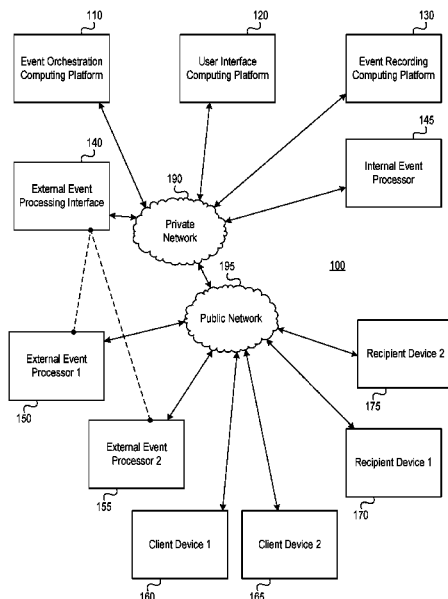 110
120
130
Event Orchestration
Computing Platform
User Interface
Computing Platform
Event Recording
Computing Platform
140
145
External Event
Processing Interface
Internal Event
Processor
190
Private
Network
195
100
Public Network
External Event
Processor 1
150
Recipient Device 2
175
External Event
Processor 2
155
Recipient Device 1
170
Client Device 1
160
Client Device 2
165